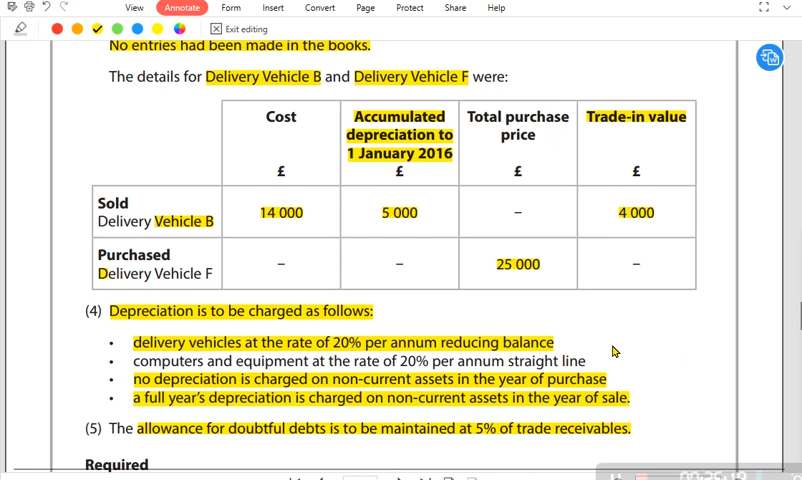 View Annotate Form Insert Convert Page Protect Share Help
Exit editing
No entries had been made in the books.
The details for Delivery Vehicle B and Delivery Vehicle F were:
Cost
Accumulated
depreciation to
1 January 2016
Total purchase
price
Trade-in value
£ £ £ £
Sold
Delivery Vehicle B 14 000 5 000 – 4 000
Purchased
Delivery Vehicle F – – 25 000 –
(4) Depreciation is to be charged as follows:
• delivery vehicles at the rate of 20% per annum reducing balance
• computers and equipment at the rate of 20% per annum straight line
• no depreciation is charged on non-current assets in the year of purchase
• a full year's depreciation is charged on non-current assets in the year of sale.
(5) The allowance for doubtful debts is to be maintained at 5% of trade receivables.
Required